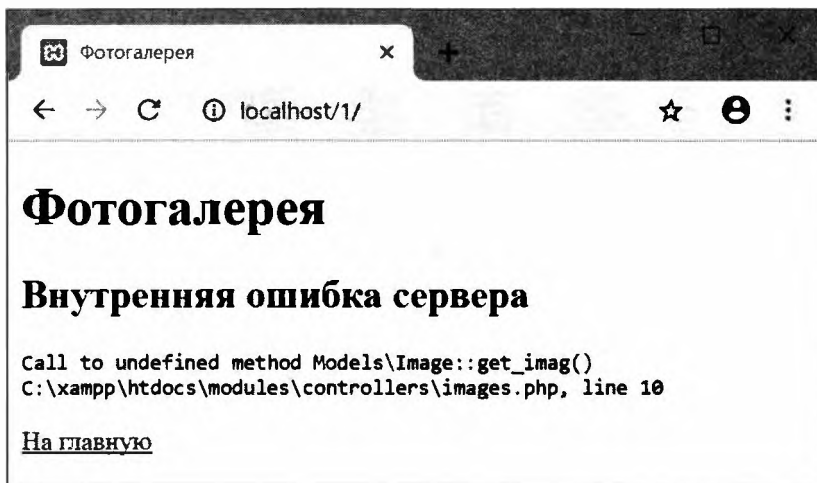 Фотогалерея
localhost/1/
Фотогалерея
Внутренняя ошибка сервера
Call to undefined method Models\Image::get_imag()
C:\xampp\htdocs\modules\controllers\images.php, line 10
На главную